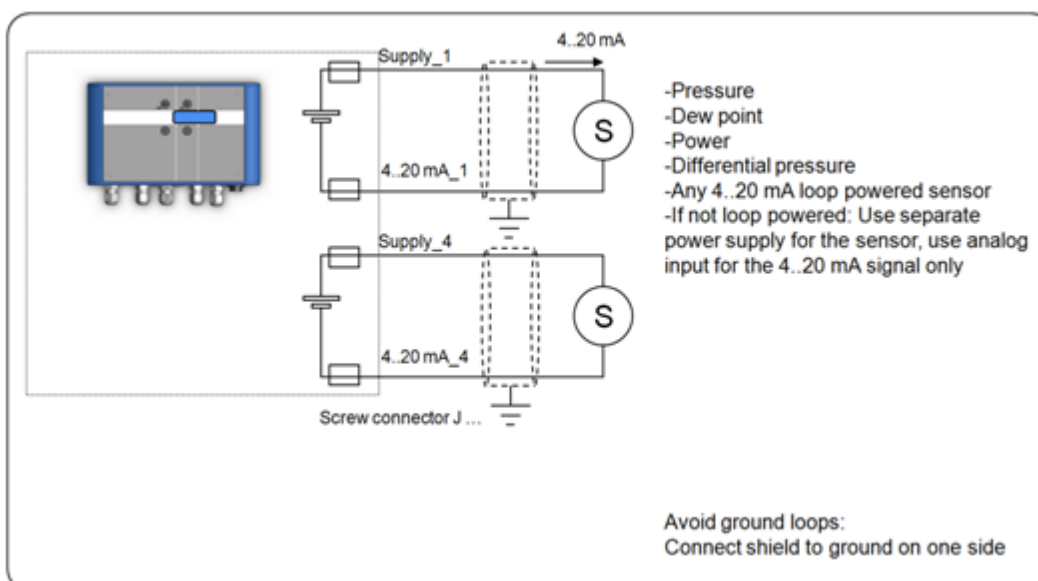 4..20 mA
Supply_1
S
4..20 mA_1
Supply_4
S
4..20 mA_4
Screw connector J ...
-Pressure
-Dew point
-Power
-Differential pressure
-Any 4..20 mA loop powered sensor
-If not loop powered: Use separate
power supply for the sensor, use analog
input for the 4..20 mA signal only
Avoid ground loops:
Connect shield to ground on one side